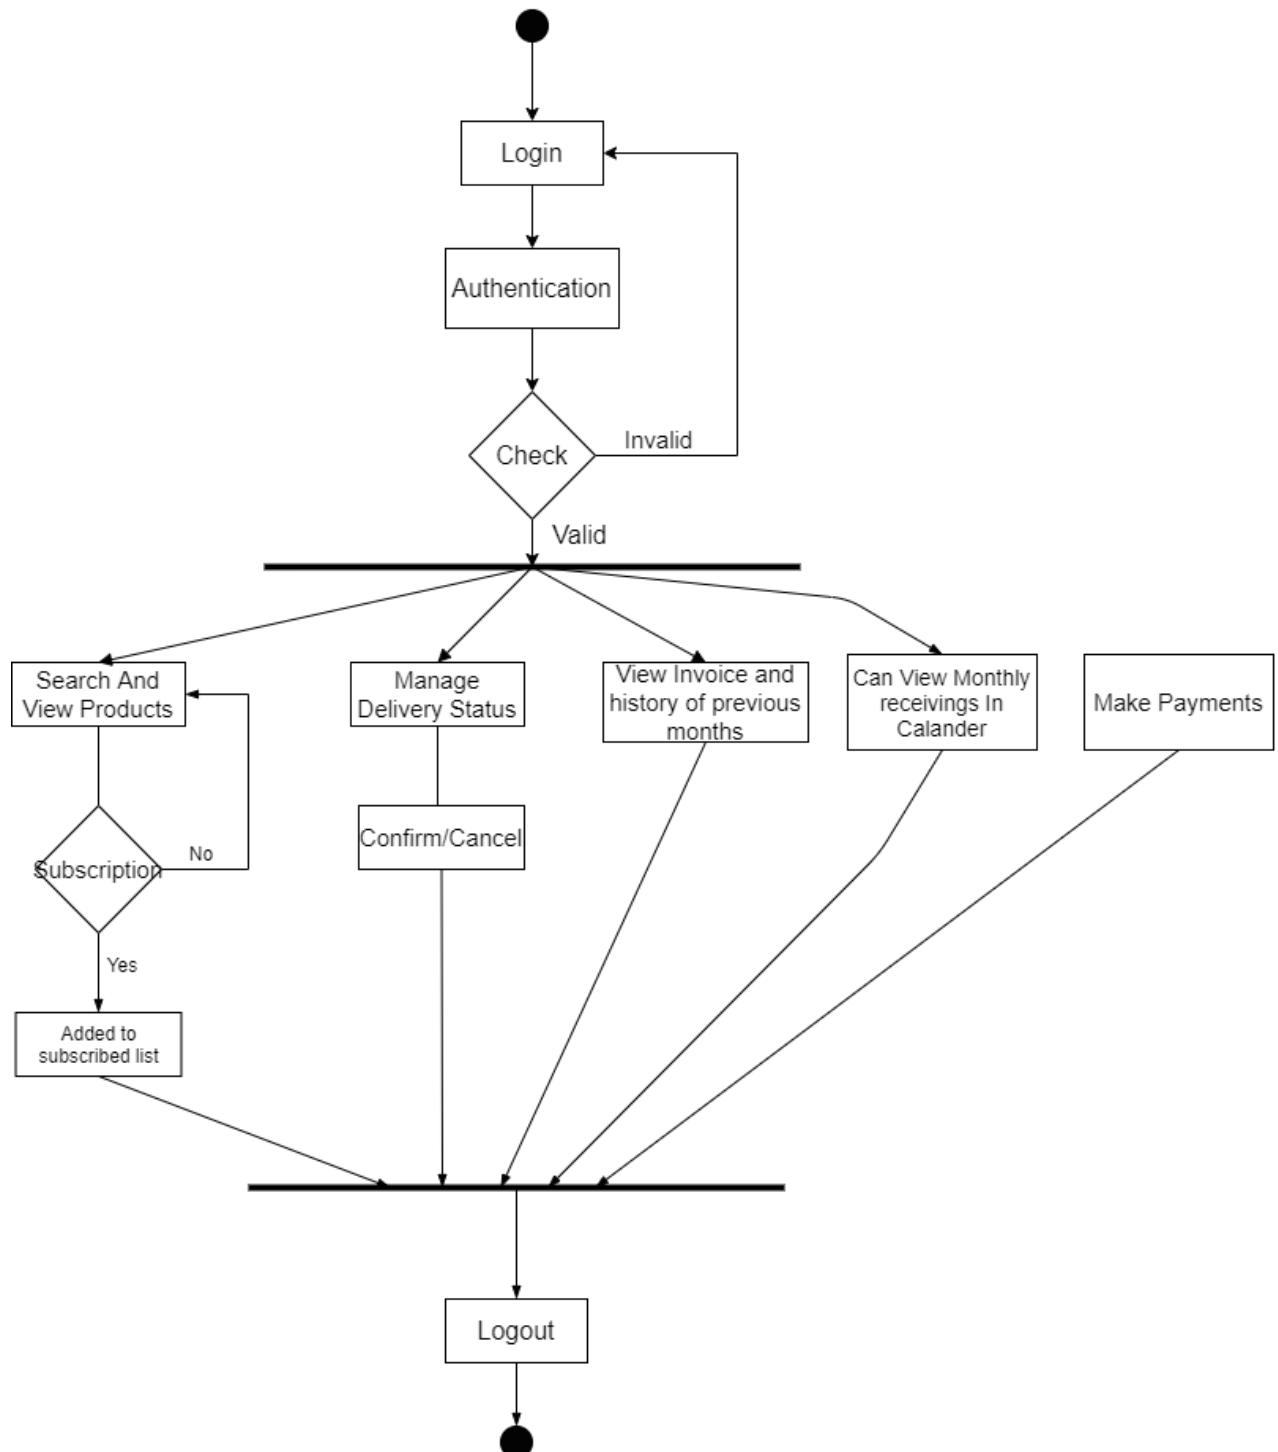 Login
Authentication
Check
Invalid
Valid
Search And
View Products
Manage
Delivery Status
View Invoice and
history of previous
months
Can View Monthly
receivings In
Calander
Make Payments
Confirm/Cancel
Subscription
No
Yes
Added to
subscribed list
Logout